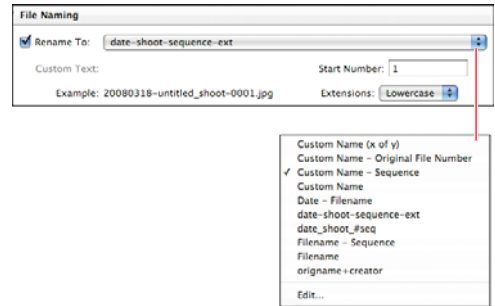 File Naming
Rename To: date-shoot-sequence-ext
Custom Text: Start Number: 1
Example: 20080318-untitled_shoot-0001.jpg Extensions: Lowercase
Custom Name (x of y)
Custom Name - Original File Number
✓ Custom Name - Sequence
Custom Name
Date - Filename
date-shoot-sequence-ext
date_shoot_#seq
Filename - Sequence
Filename
origname+creator
Edit...